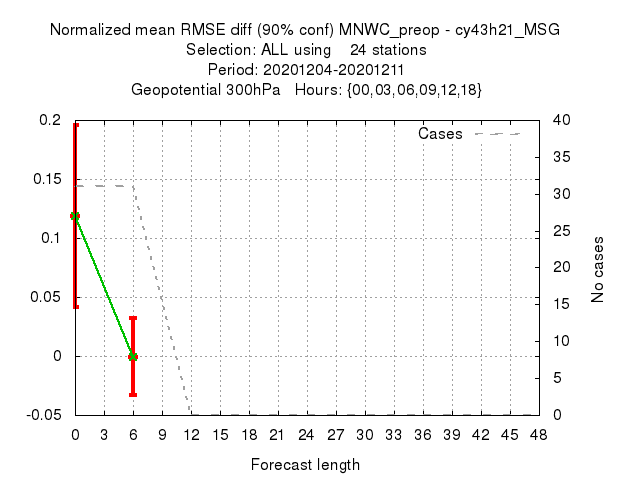 Normalized mean RMSE diff (90% conf) MNWC_preop - cy43h21_MSG
Selection: ALL using    24 stations
Period: 20201204-20201211
Geopotential 300hPa   Hours: {00,03,06,09,12,18}
Cases
0.2
0.15
0.1
0.05
0
-0.05
40
35
30
25
20
15
10
5
0
No cases
0 3 6 9 12 15 18 21 24 27 30 33 36 39 42 45 48
Forecast length